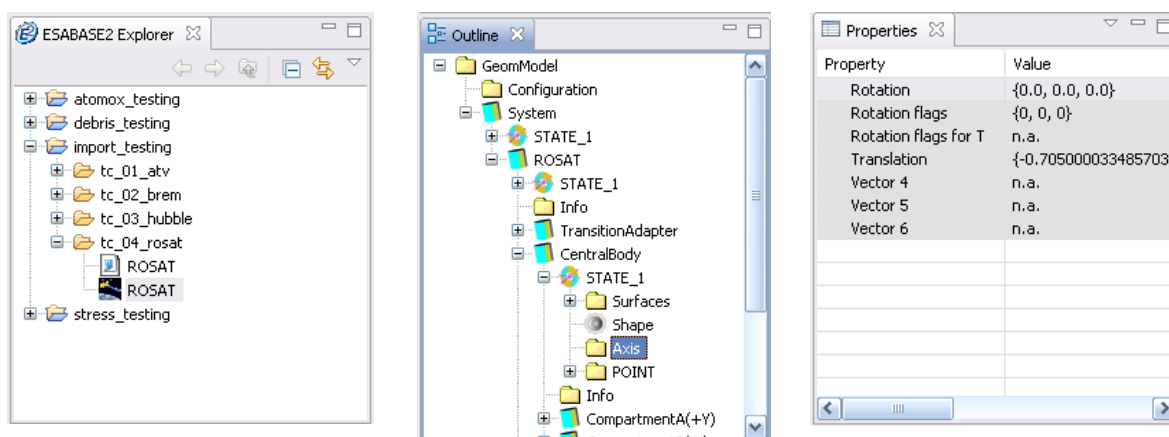 ESABASE2 Explorer
atomox_testing
debris_testing
import_testing
tc_01_atv
tc_02_brem
tc_03_hubble
tc_04_rosat
ROSAT
ROSAT
stress_testing
Outline
GeomModel
Configuration
System
STATE_1
ROSAT
STATE_1
Info
TransitionAdapter
CentralBody
STATE_1
Surfaces
Shape
Axis
POINT
Info
CompartmentA(+Y)
Properties
Property Value
Rotation {0.0, 0.0, 0.0}
Rotation flags {0, 0, 0}
Rotation flags for T n.a.
Translation {-0.705000033485703
Vector 4 n.a.
Vector 5 n.a.
Vector 6 n.a.